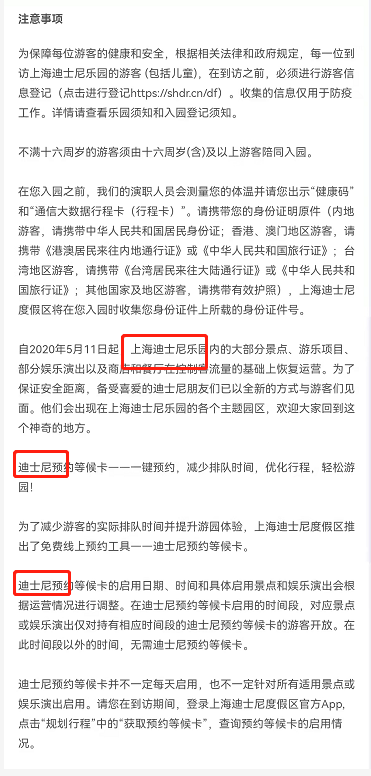 注意事项
为保障每位游客的健康和安全，根据相关法律和政府规定，每一位到
访上海迪士尼乐园的游客 (包括儿童)，在到访之前，必须进行游客信
息登记（点击进行登记https://shdr.cn/df）。收集的信息仅用于防疫
工作。详情请查看乐园须知和入园登记须知。
不满十六周岁的游客须由十六周岁(含)及以上游客陪同入园。
在您入园之前，我们的演职人员会测量您的体温并请您出示“健康码”
和“通信大数据行程卡（行程卡）”。请携带您的身份证明原件（内地
游客，请携带中华人民共和国居民身份证；香港、澳门地区游客，请
携带《港澳居民来往内地通行证》或《中华人民共和国旅行证》；台
湾地区游客，请携带《台湾居民来往大陆通行证》或《中华人民共和
国旅行证》；其他国家及地区游客，请携带有效护照），上海迪士尼
度假区将在您入园时收集您身份证件上所载的身份证件号。
自2020年5月11日起，上海迪士尼乐园内的大部分景点、游乐项目、
部分娱乐演出以及商店和餐厅在控制客流量的基础上恢复运营。为了
保证安全距离，备受喜爱的迪士尼朋友们已以全新的方式与游客们见
面。他们会出现在上海迪士尼乐园的各个主题园区，欢迎大家回到这
个神奇的地方。
迪士尼预约等候卡——一键预约，减少排队时间，优化行程，轻松游
园！
为了减少游客的实际排队时间并提升游园体验，上海迪士尼度假区推
出了免费线上预约工具——迪士尼预约等候卡。
迪士尼预约等候卡的启用日期、时间和具体启用景点和娱乐演出会根
据运营情况进行调整。在迪士尼预约等候卡启用的时间段，对应景点
或娱乐演出仅对持有相应时间段的迪士尼预约等候卡的游客开放。在
此时间段以外的时间，无需迪士尼预约等候卡。
迪士尼预约等候卡并不一定每天启用，也不一定针对所有适用景点或
娱乐演出启用。请您在到访期间，登录上海迪士尼度假区官方App，
点击“规划行程”中的“获取预约等候卡”，查询预约等候卡的启用情
况。